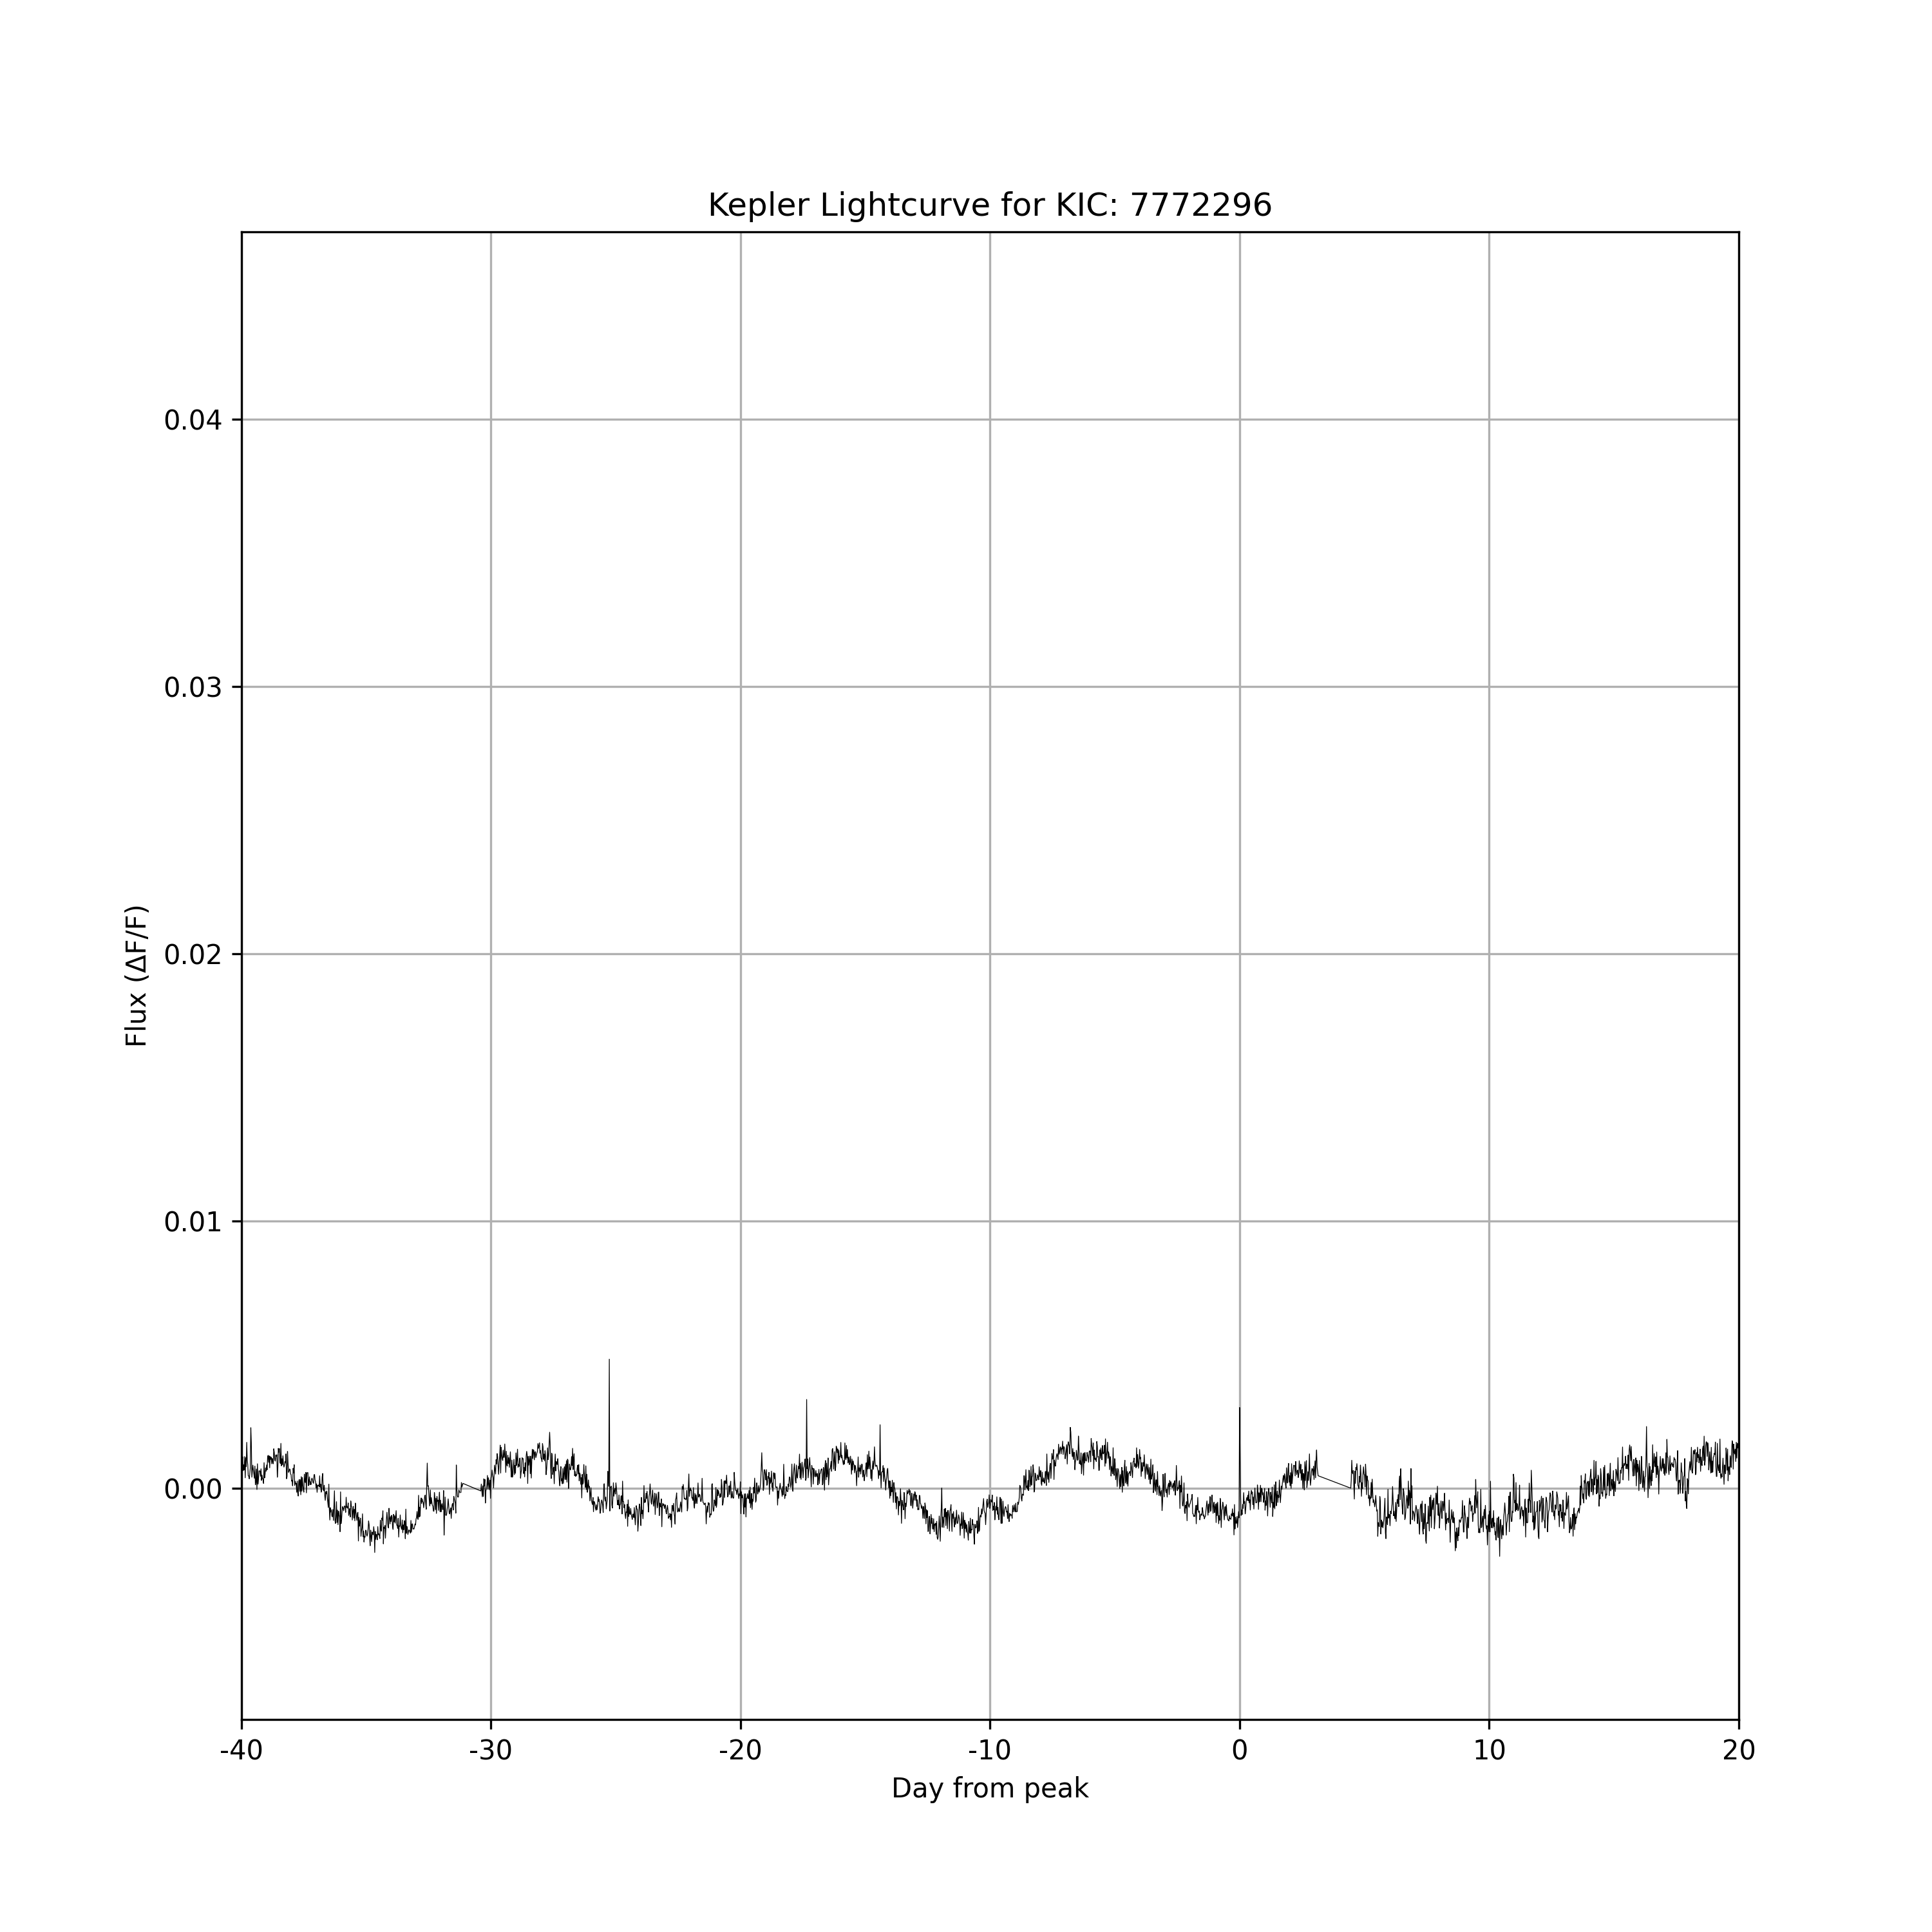 Kepler Lightcurve for KIC: 7772296
Flux (ΔF/F)
0.04
0.03
0.02
0.01
0.00
-40 -30 -20 -10 0 10 20
Day from peak